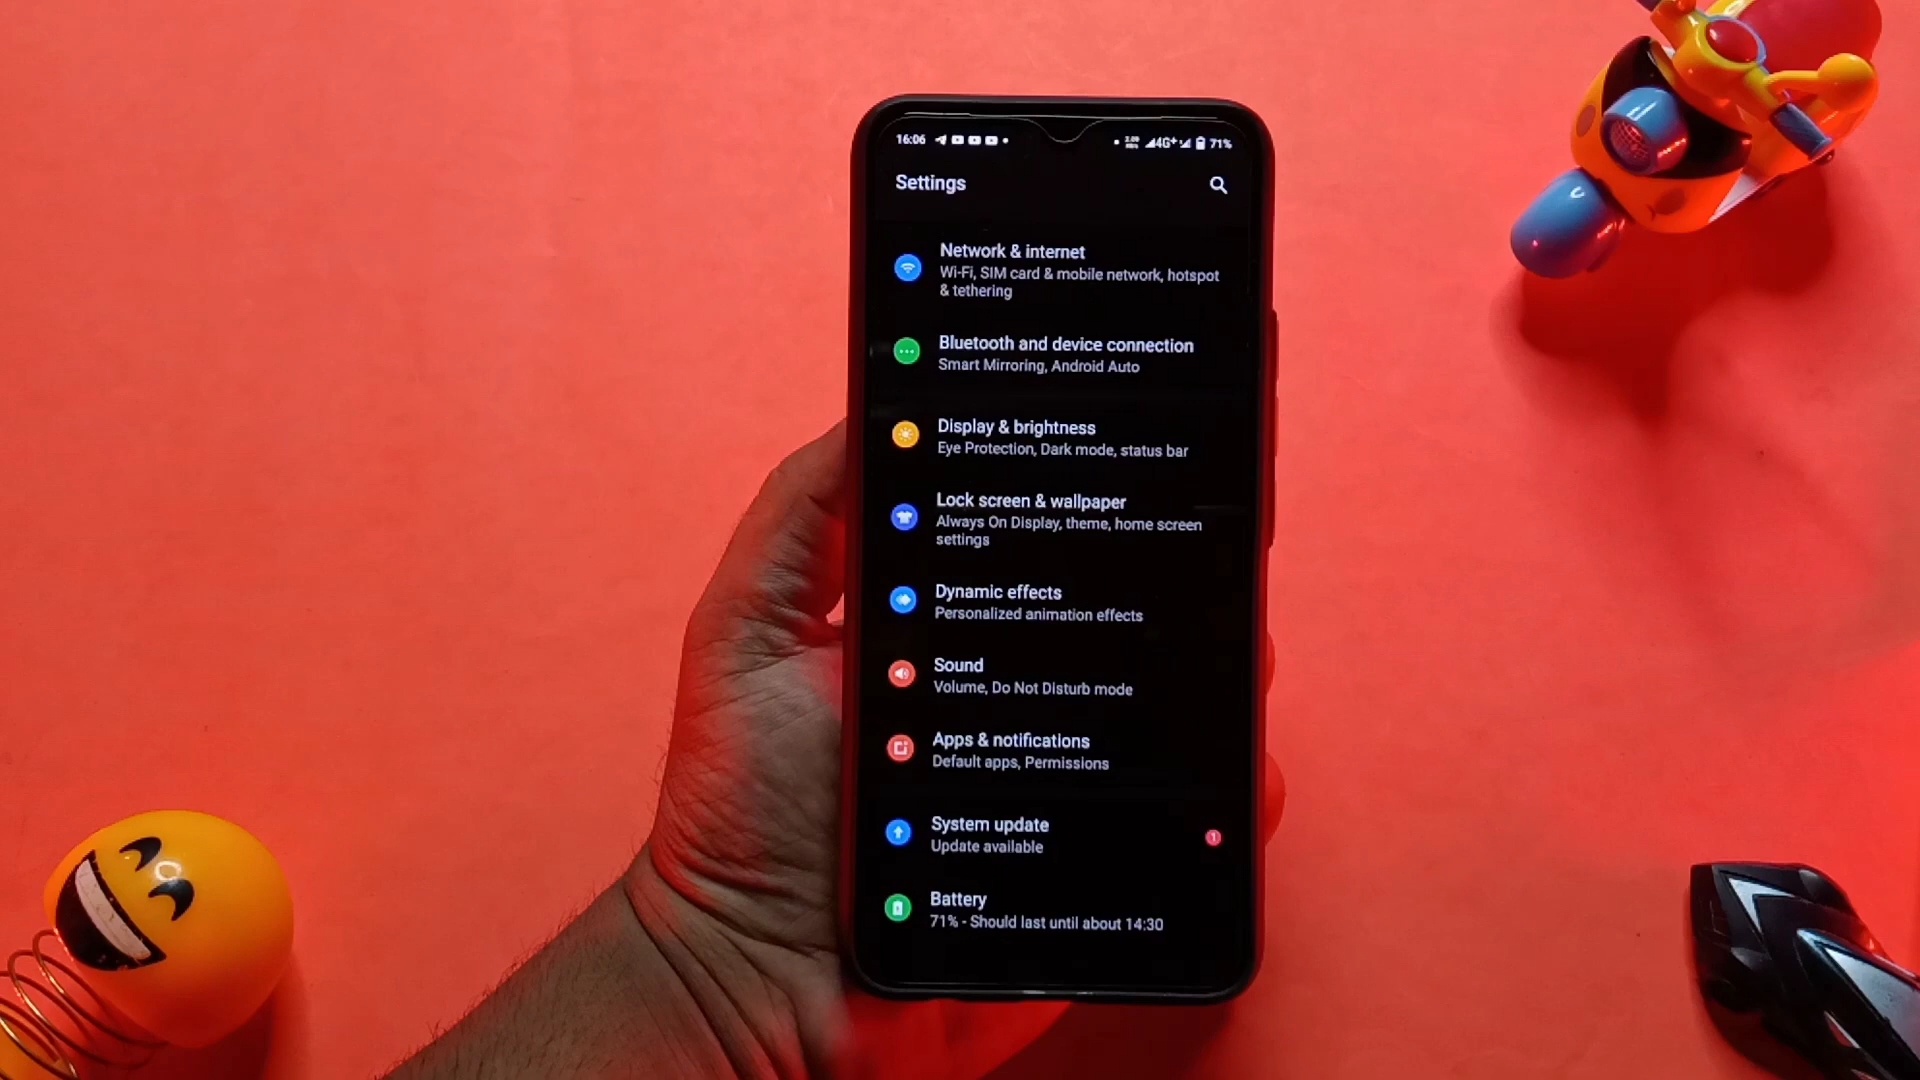 16:06 4G+ 71%
Settings
Network & internet
Wi-Fi, SIM card & mobile network, hotspot
& tethering
Bluetooth and device connection
Smart Mirroring, Android Auto
Display & brightness
Eye Protection, Dark mode, status bar
Lock screen & wallpaper
Always On Display, theme, home screen
settings
Dynamic effects
Personalized animation effects
Sound
Volume, Do Not Disturb mode
Apps & notifications
Default apps, Permissions
System update
Update available
1
Battery
71% - Should last until about 14:30